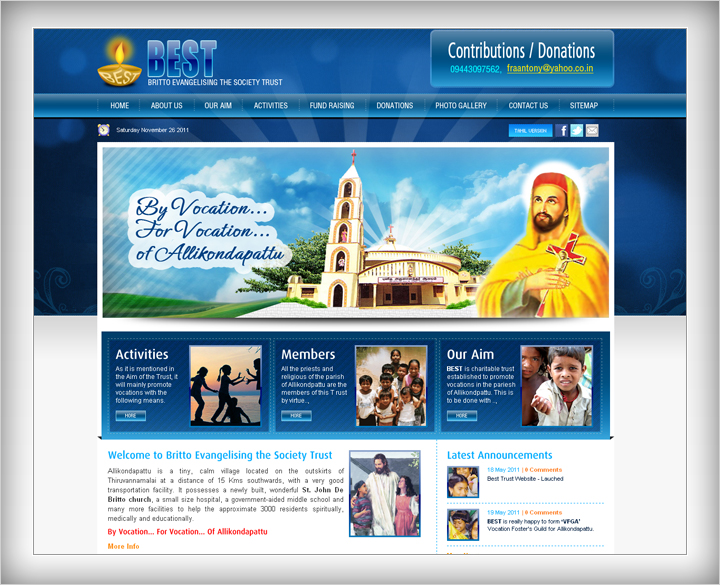 BEST
BEST
BRITTO EVANGELISING THE SOCIETY TRUST
Contributions / Donations
09443097562, fraantony@yahoo.co.in
HOME ABOUT US OUR AIM ACTIVITIES FUND RAISING DONATIONS PHOTO GALLERY CONTACT US SITEMAP
Saturday November 26 2011
TAMIL VERSION
By Vocation...
For Vocation...
of Allikondapattu
Activities
As it is mentioned in
the Aim of the Trust, it
will mainly promote
vocations with the
following means.
MORE
Members
All the priests and
religious of the parish
of Allikondpattu are the
members of this T rust
by virtue..,
MORE
Our Aim
BEST is charitable trust
established to promote
vocations in the pariesh
of Allikondpattu. This is
to be done with ..,
MORE
Welcome to Britto Evangelising the Society Trust
Allikondapattu is a tiny, calm village located on the outskirts of
Thiruvannamalai at a distance of 15 Kms southwards, with a very good
transportation facility. It possesses a newly built, wonderful St. John De
Britto church, a small size hospital, a government-aided middle school and
many more facilities to help the approximate 3000 residents spiritually,
medically and educationally.
By Vocation... For Vocation... Of Allikondapattu
More Info
Latest Announcements
19 May 2011 | 6 Comments
Best Trust Website - Lauched
19 May 2011 | 6 Comments
BEST is really happy to form 'VFGA'
Vocation Foster's Guild for Allikondapattu.